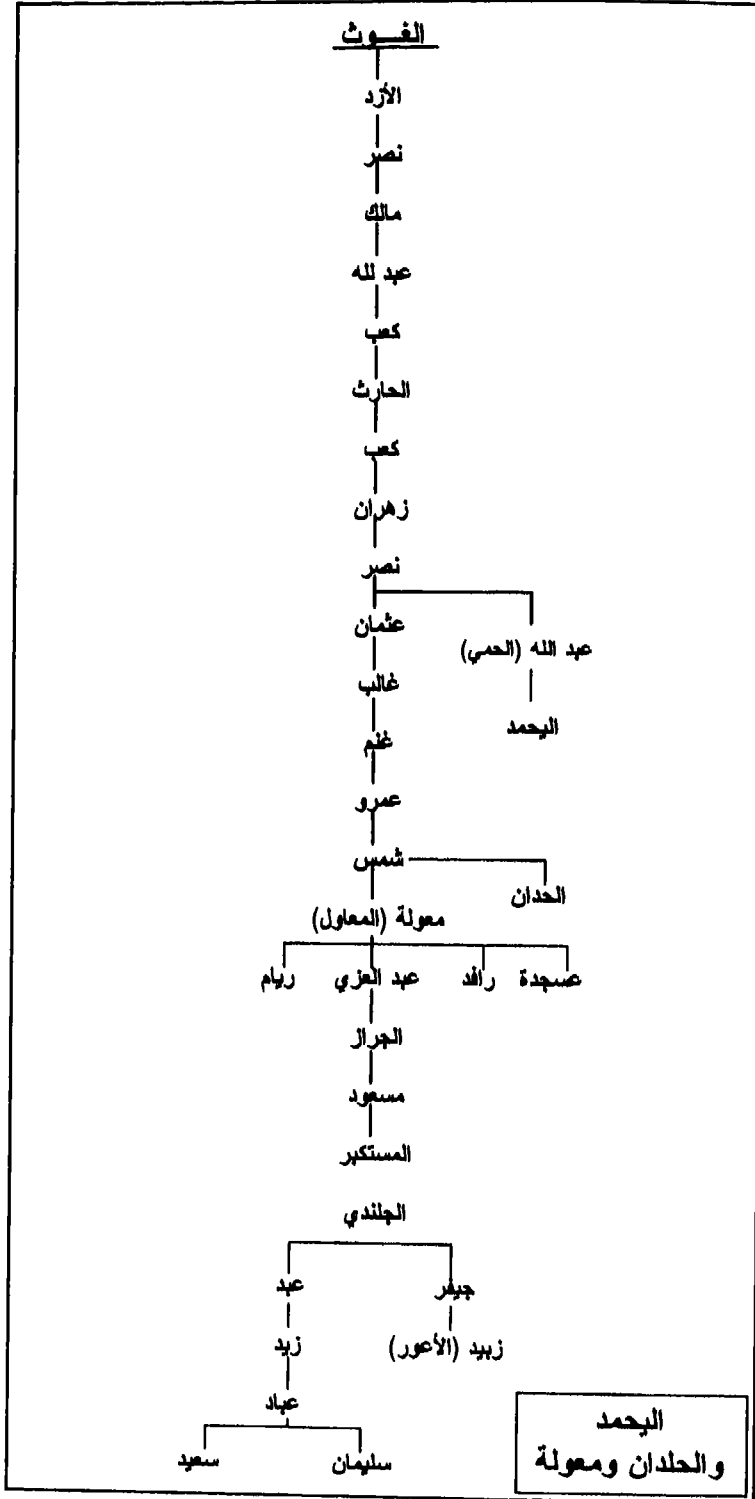 الغـــوث
الأزد
نصر
مالك
عبد لله
كعب
الحارث
كعب
زهران
نصر
عثمان
عبد الله (الحمي)
غالب
اليحمد
غنم
عمرو
شمس
الحدان
معولة (المعاول)
عسجدة رافد عبد العزي ريام
الجراز
مسعود
المستكبر
الجلندي
جيفر عبد
زبيد (الأعور) زيد
عباد
سليمان سعيد
اليحمد
والحلدان ومعولة